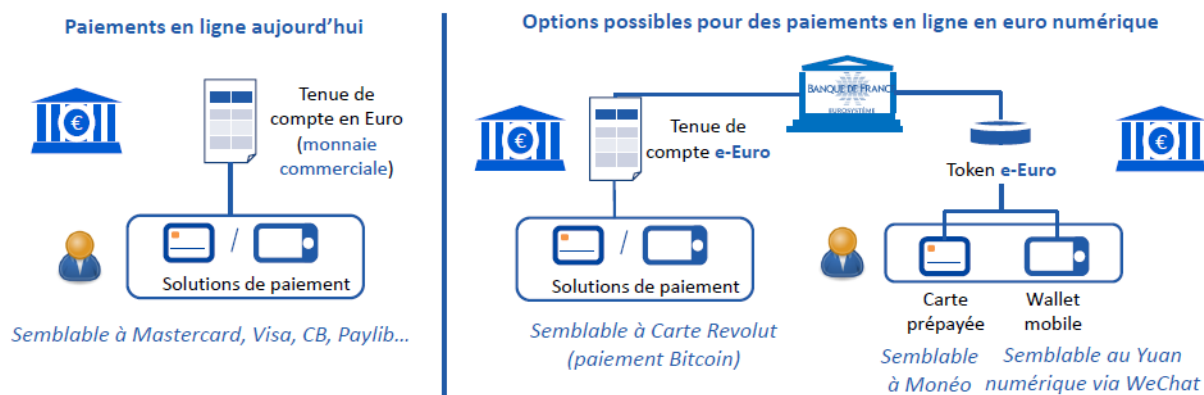 Paiements en ligne aujourd'hui
€
Tenue de
compte en Euro
(monnaie
commerciale)
/
Solutions de paiement
Semblable à Mastercard, Visa, CB, Paylib...
Options possibles pour des paiements en ligne en euro numérique
BANQUE DE FRANC
EUROSYSTÈME
€
Tenue de
compte e-Euro
/
Solutions de paiement
Semblable à Carte Revolut
(paiement Bitcoin)
Token e-Euro
€
Carte
prépayée
Wallet
mobile
Semblable
à Monéo
Semblable au Yuan
numérique via WeChat